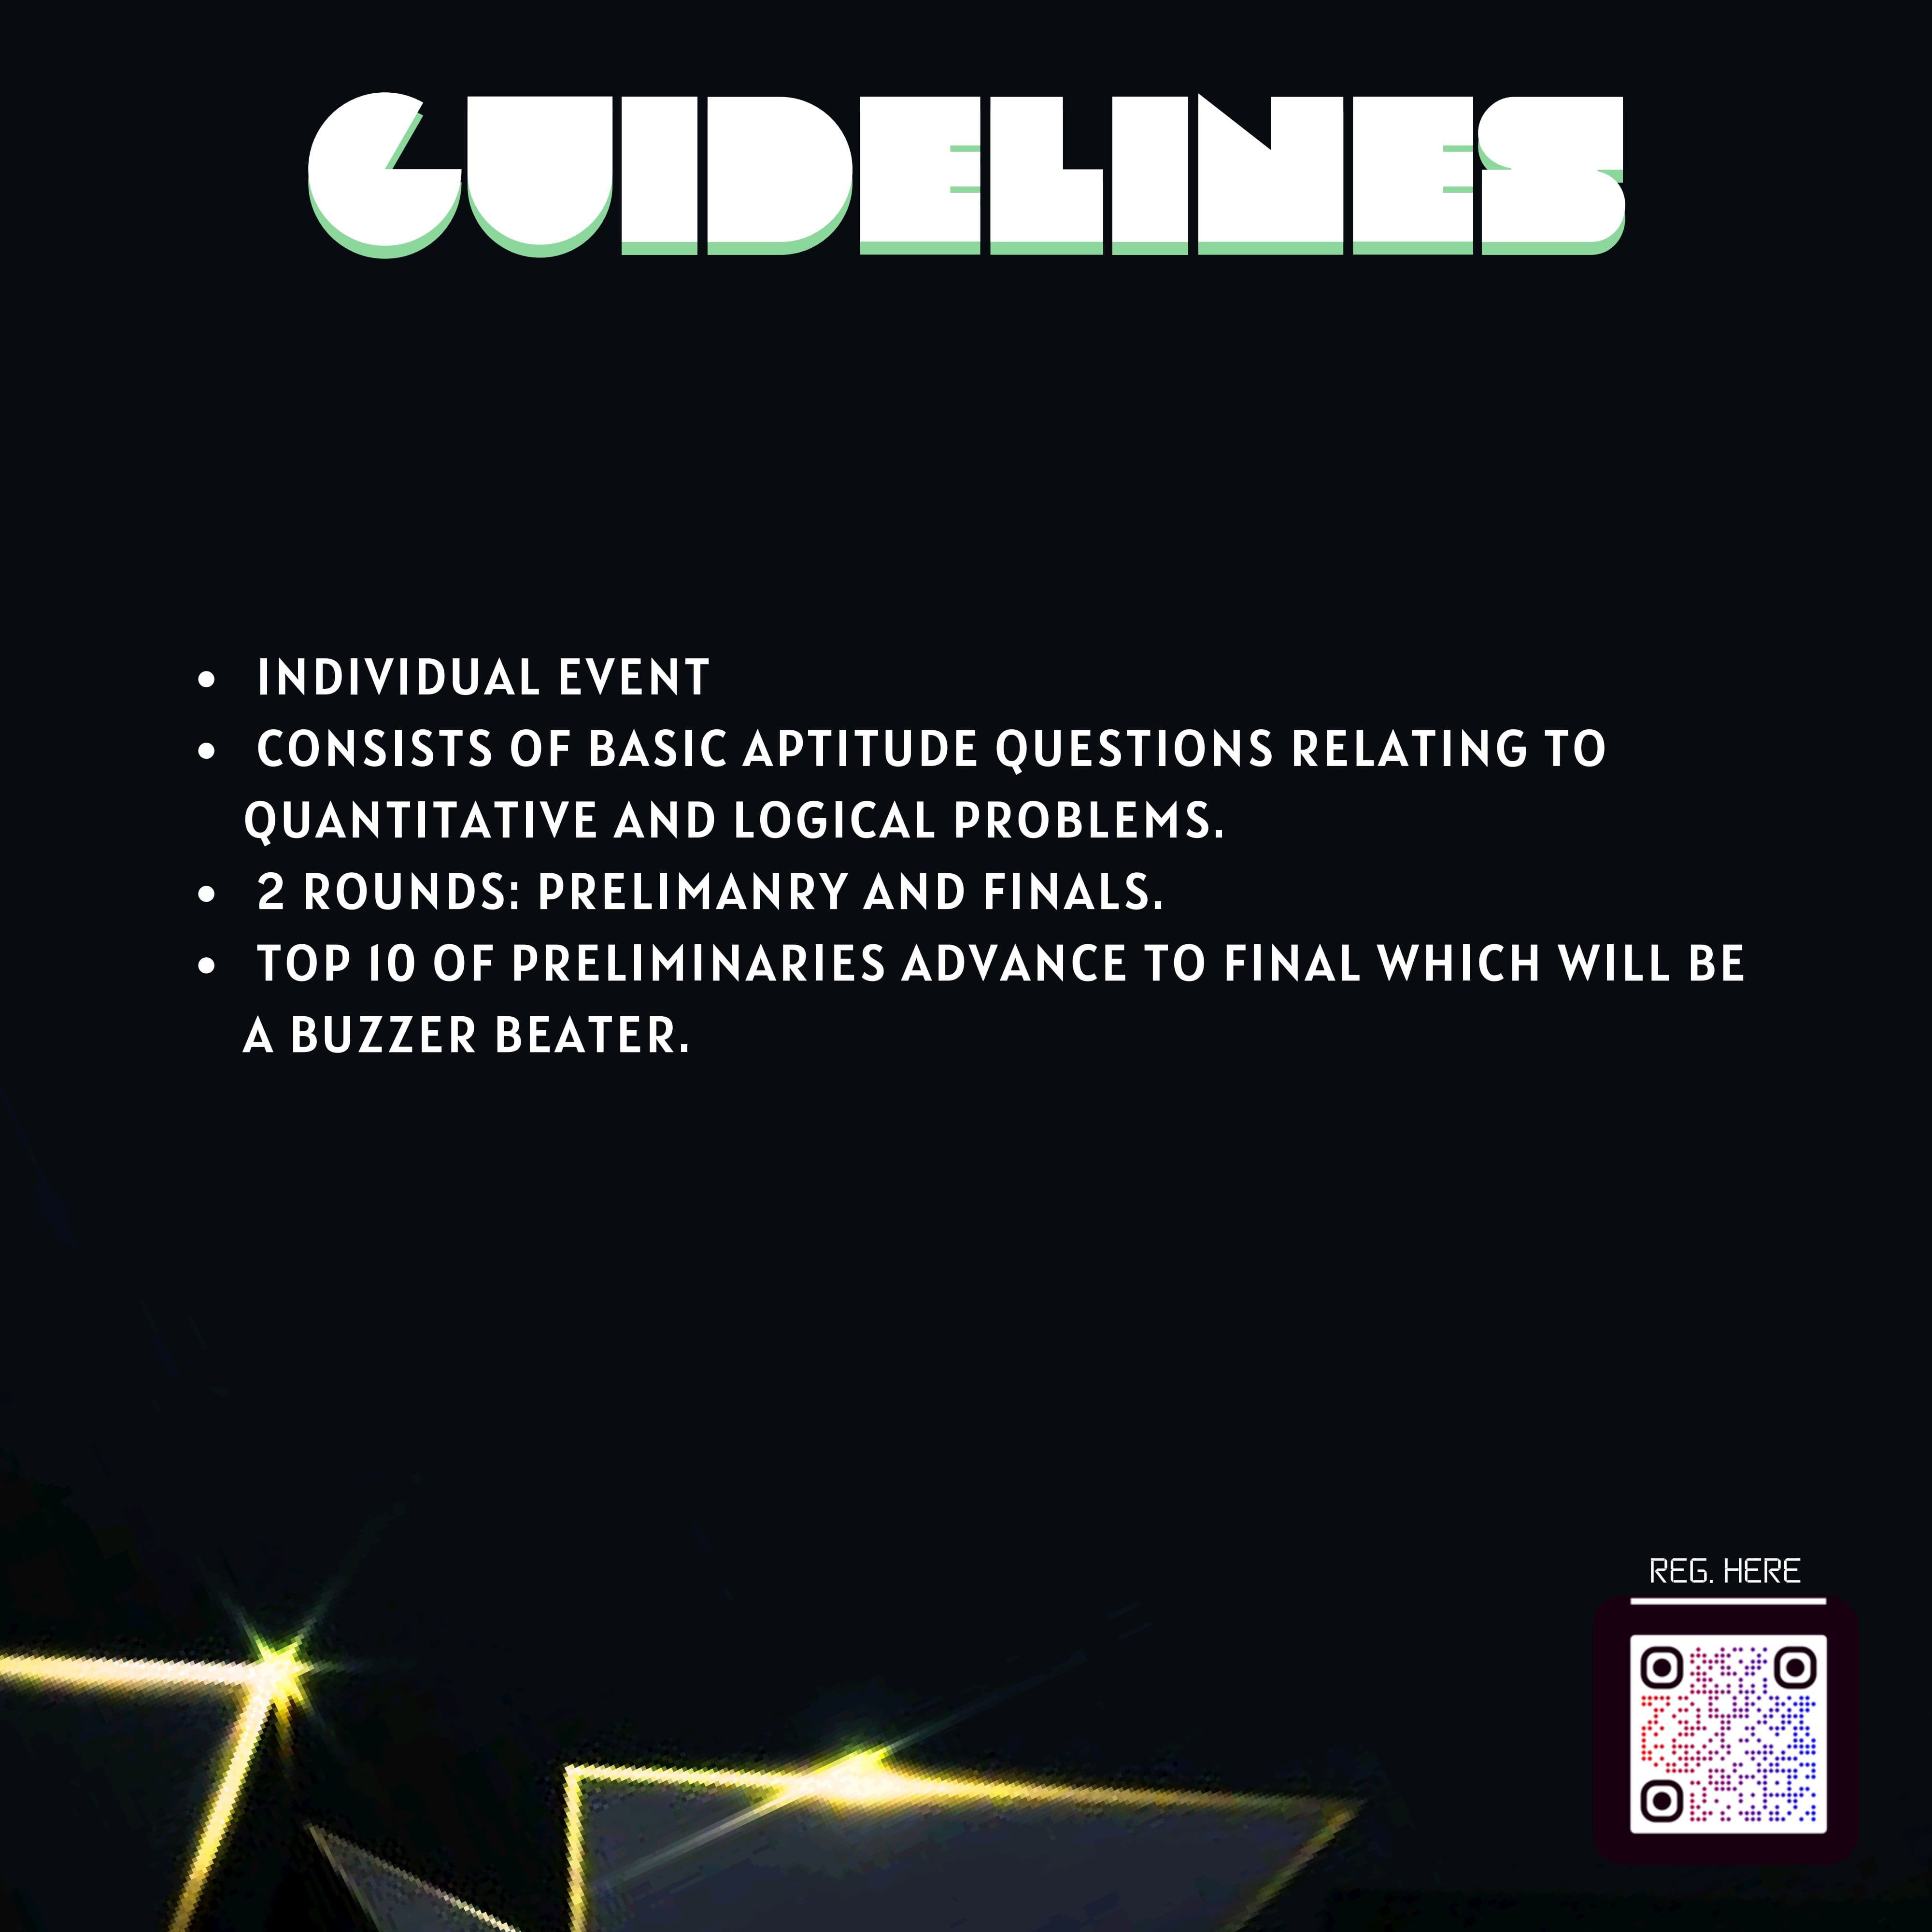 GUIDELINES
• INDIVIDUAL EVENT
• CONSISTS OF BASIC APTITUDE QUESTIONS RELATING TO
QUANTITATIVE AND LOGICAL PROBLEMS.
• 2 ROUNDS: PRELIMANRY AND FINALS.
• TOP 10 OF PRELIMINARIES ADVANCE TO FINAL WHICH WILL BE
A BUZZER BEATER.
REG. HERE